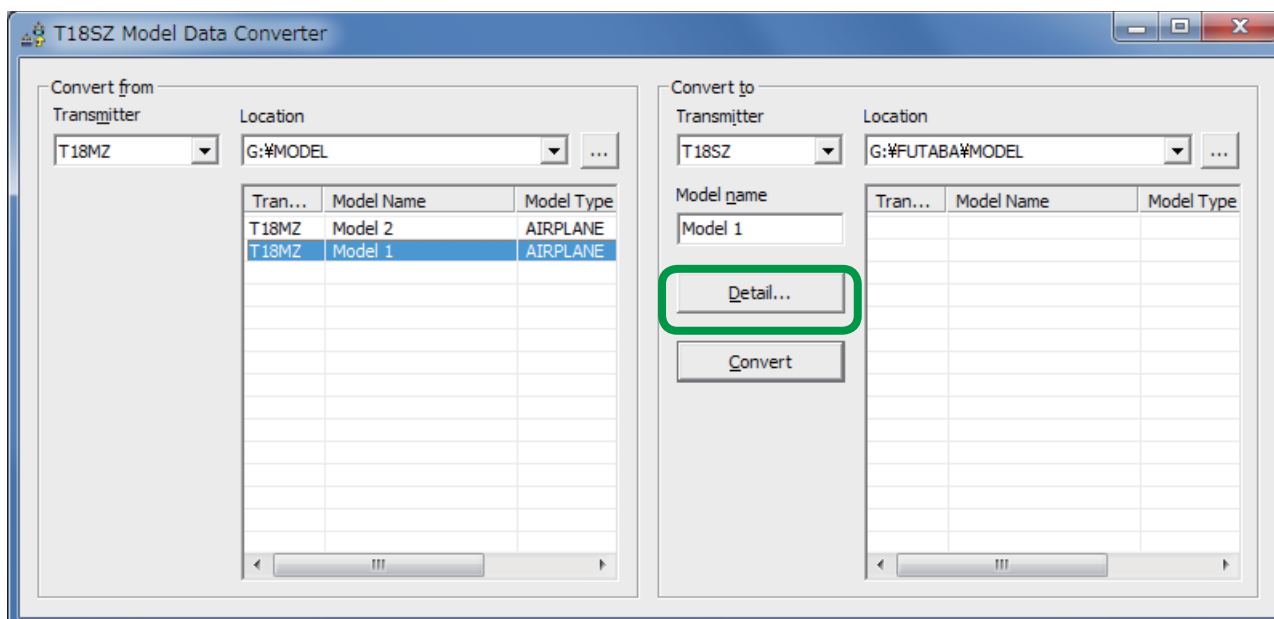 T18SZ Model Data Converter
Convert from
Transmitter Location
T18MZ G:¥MODEL ...
Tran... Model Name Model Type
T18MZ Model 2 AIRPLANE
T18MZ Model 1 AIRPLANE
Convert to
Transmitter Location
T18SZ G:¥FUTABA¥MODEL ...
Model name
Model 1
Tran... Model Name Model Type
Detail...
Convert